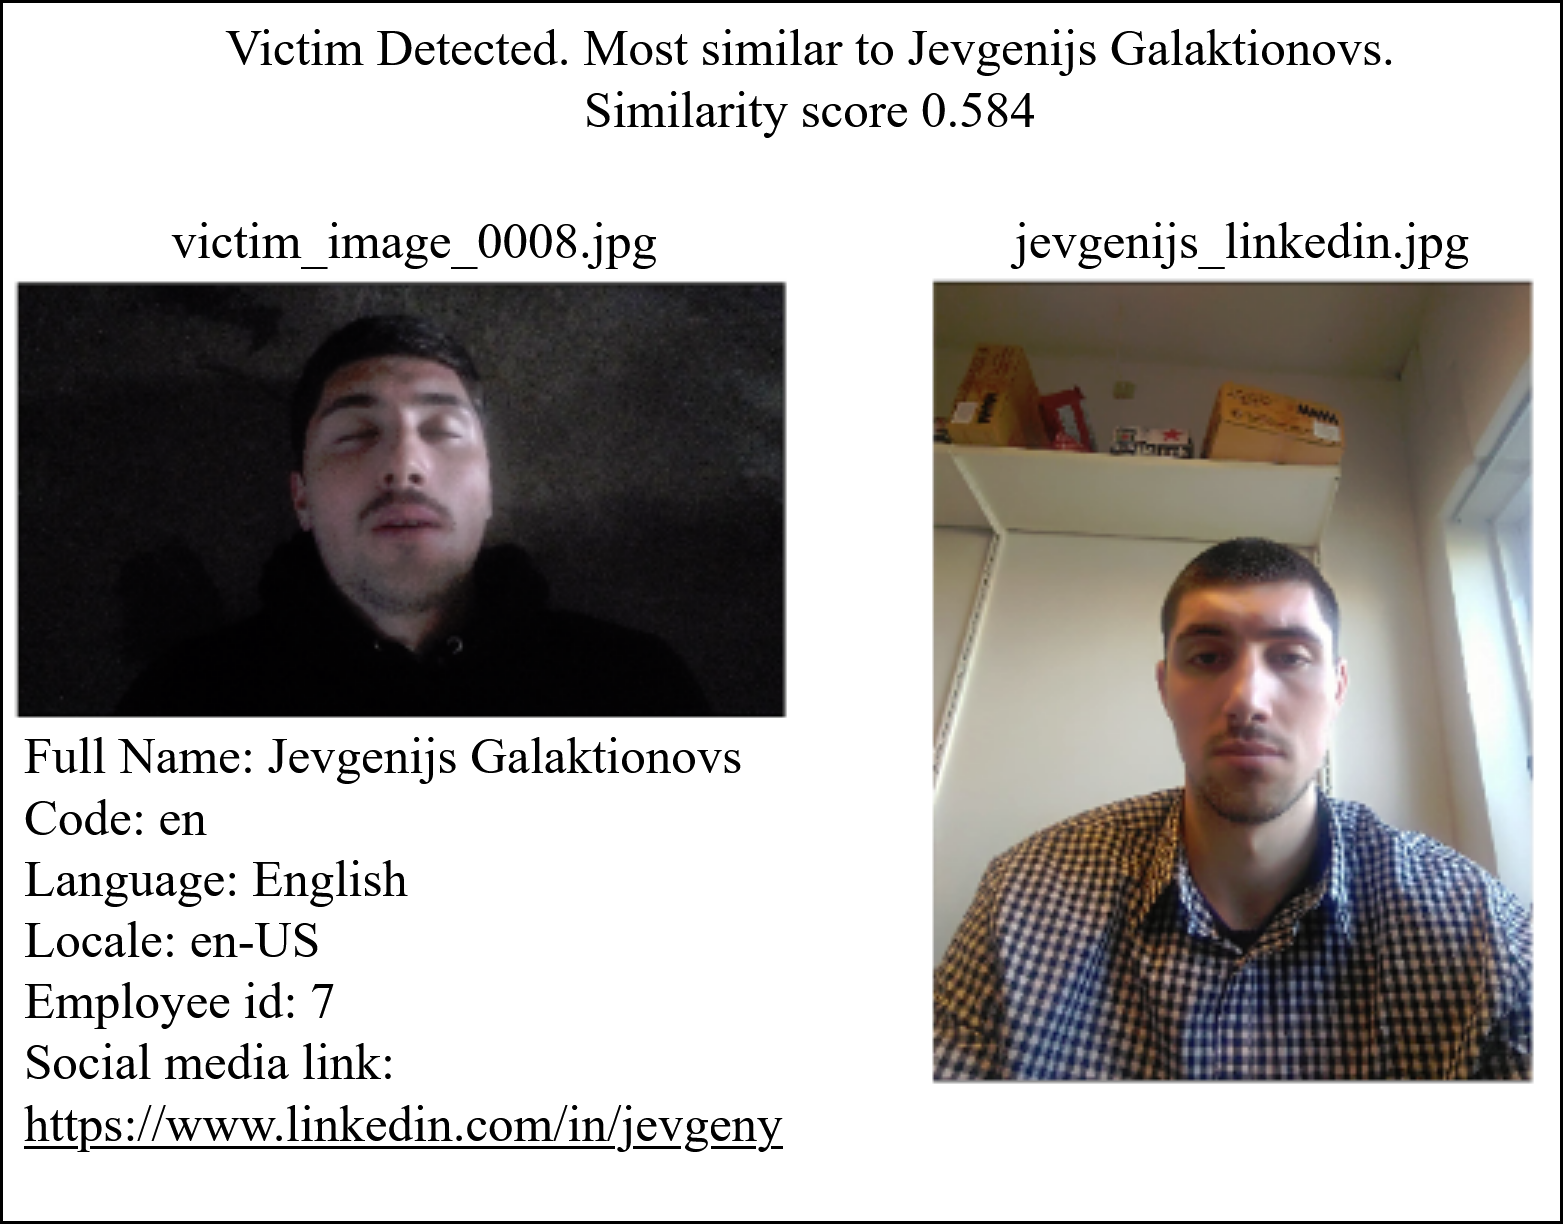 Victim Detected. Most similar to Jevgenijs Galaktionovs.
Similarity score 0.584
victim_image_0008.jpg
jevgenijs_linkedin.jpg
Full Name: Jevgenijs Galaktionovs
Code: en
Language: English
Locale: en-US
Employee id: 7
Social media link:
https://www.linkedin.com/in/jevgeny